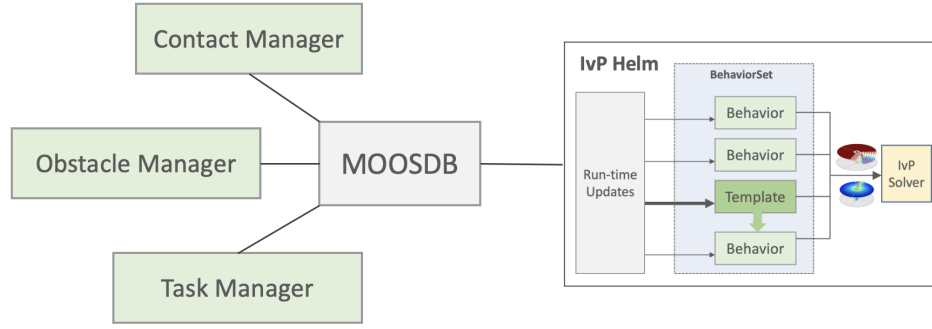 Contact Manager
Obstacle Manager
MOOSDB
Task Manager
IvP Helm
BehaviorSet
Run-time
Updates
Behavior
Behavior
Template
Behavior
IvP
Solver